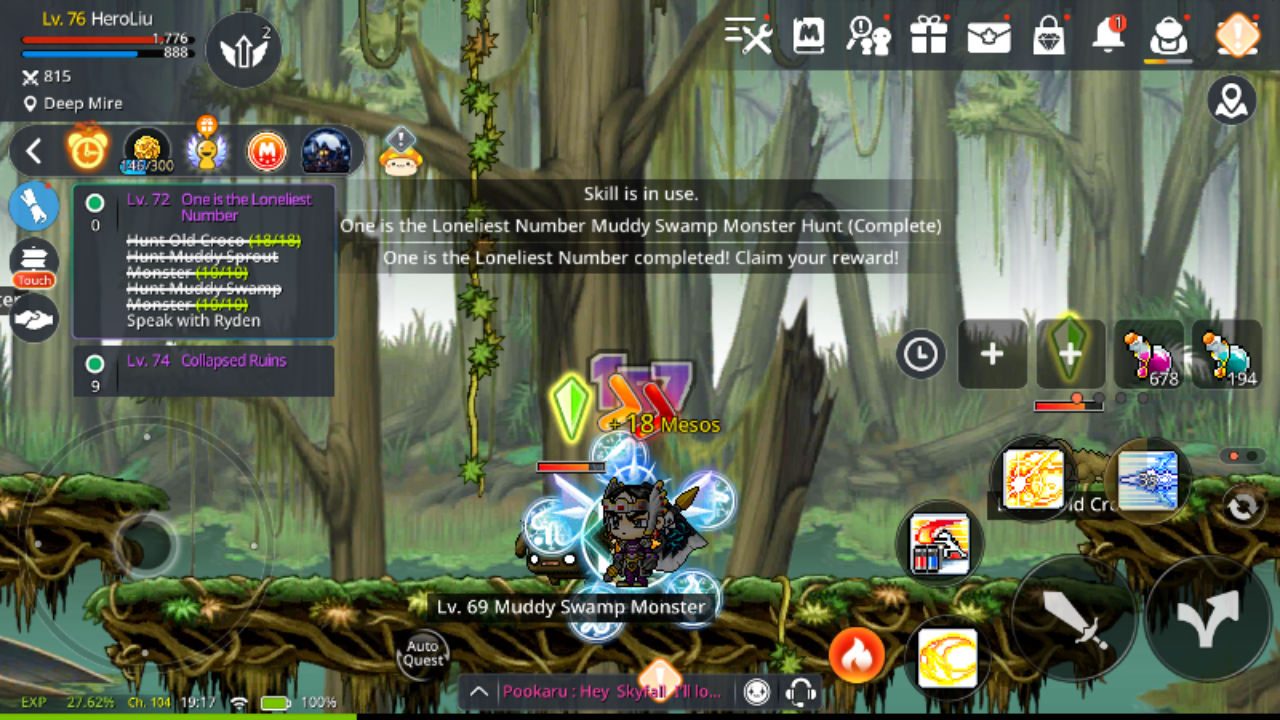 Lv. 76 HeroLiu
1,776
888
2
815
Deep Mire
1
146/300
Lv. 72 One is the Loneliest
Number
0
Hunt Old Croco (18/18)
Hunt Muddy Sprout
Monster (10/10)
Hunt Muddy Swamp
Monster (10/10)
Speak with Ryden
Touch
Lv. 74 Collapsed Ruins
9
Skill is in use.
One is the Loneliest Number Muddy Swamp Monster Hunt (Complete)
One is the Loneliest Number completed! Claim your reward!
678
194
+18 Mesos
Lv. 69 Muddy Swamp Monster
Auto
Quest
Pookaru : Hey Skyfall I'll lo...
EXP 27.62% Ch. 104 19:17 100%